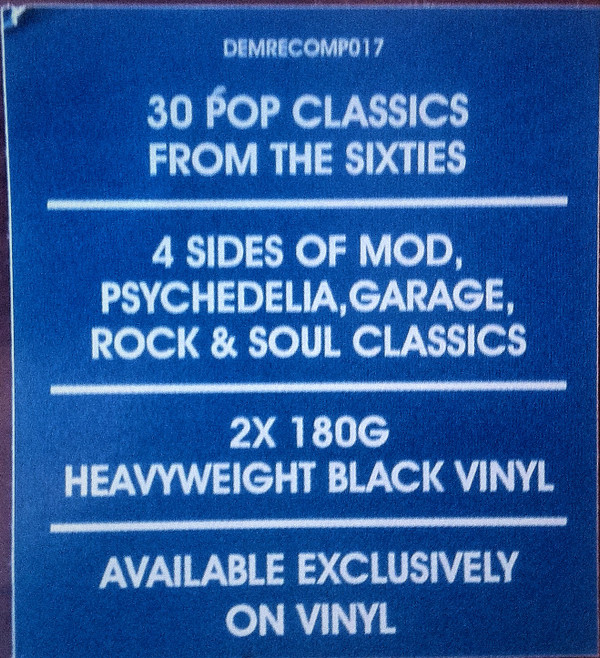 DEMRECOMP017
30 POP CLASSICS
FROM THE SIXTIES
4 SIDES OF MOD,
PSYCHEDELIA,GARAGE,
ROCK & SOUL CLASSICS
2X 180G
HEAVYWEIGHT BLACK VINYL
AVAILABLE EXCLUSIVELY
ON VINYL